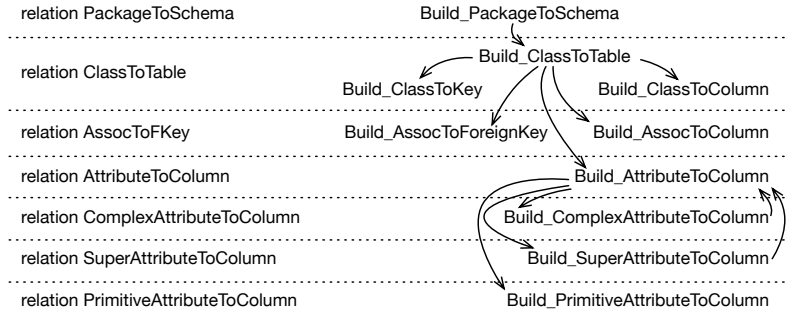 relation PackageToSchema Build_PackageToSchema
Build_ClassToTable
relation ClassToTable
Build_ClassToKey Build_ClassToColumn
relation AssocToFKey Build_AssocToForeignKey Build_AssocToColumn
relation AttributeToColumn Build_AttributeToColumn
relation ComplexAttributeToColumn Build_ComplexAttributeToColumn
relation SuperAttributeToColumn Build_SuperAttributeToColumn
relation PrimitiveAttributeToColumn Build_PrimitiveAttributeToColumn